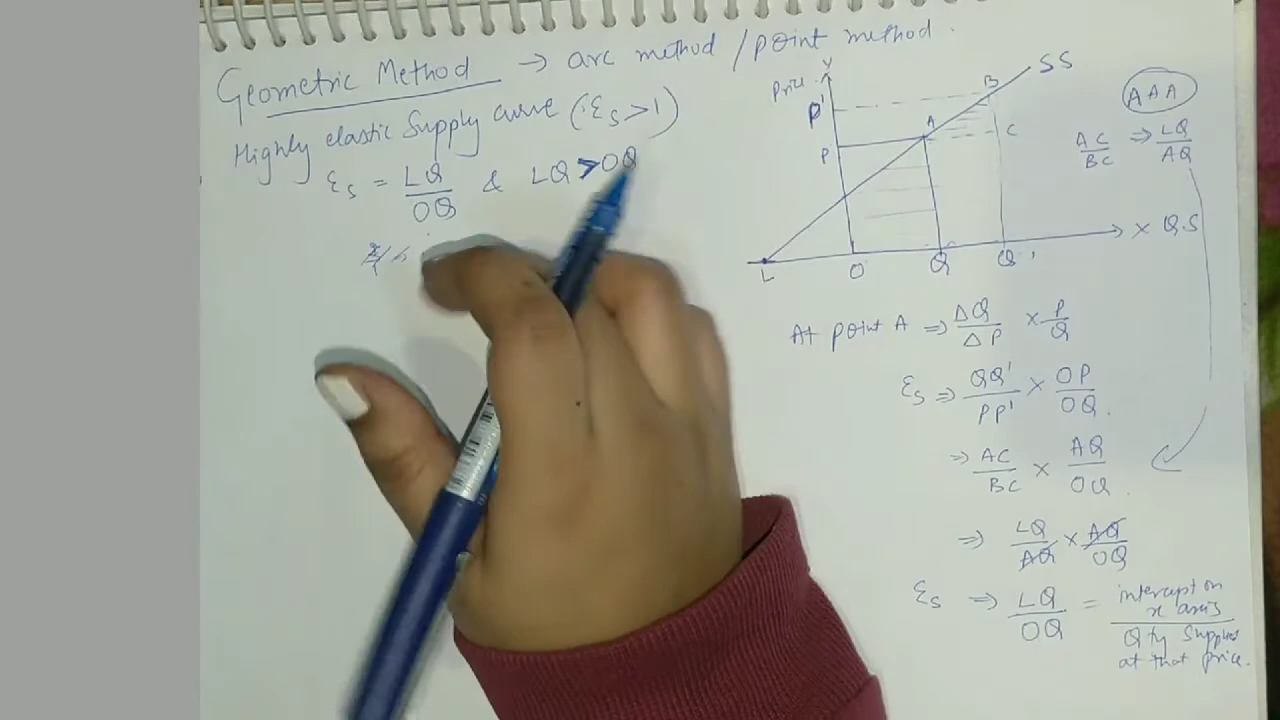 Geometric Method → arc method / point method.
Highly elastic Supply curve (Es > 1)
Es = LQ/OQ & LQ > OQ
Y
Price
P'
P
A
B
C
SS
L
O
Q
Q'
X Q.S
AAA
AC/BC ⇒ LQ/AQ
At point A ⇒ ΔQ/ΔP × P/Q
Es ⇒ QQ'/PP' × OP/OQ.
⇒ AC/BC × AQ/OQ.
⇒ LQ/AQ × AQ/OQ
Es ⇒ LQ/OQ = intercept on x axis / Qty Supplied at that price.